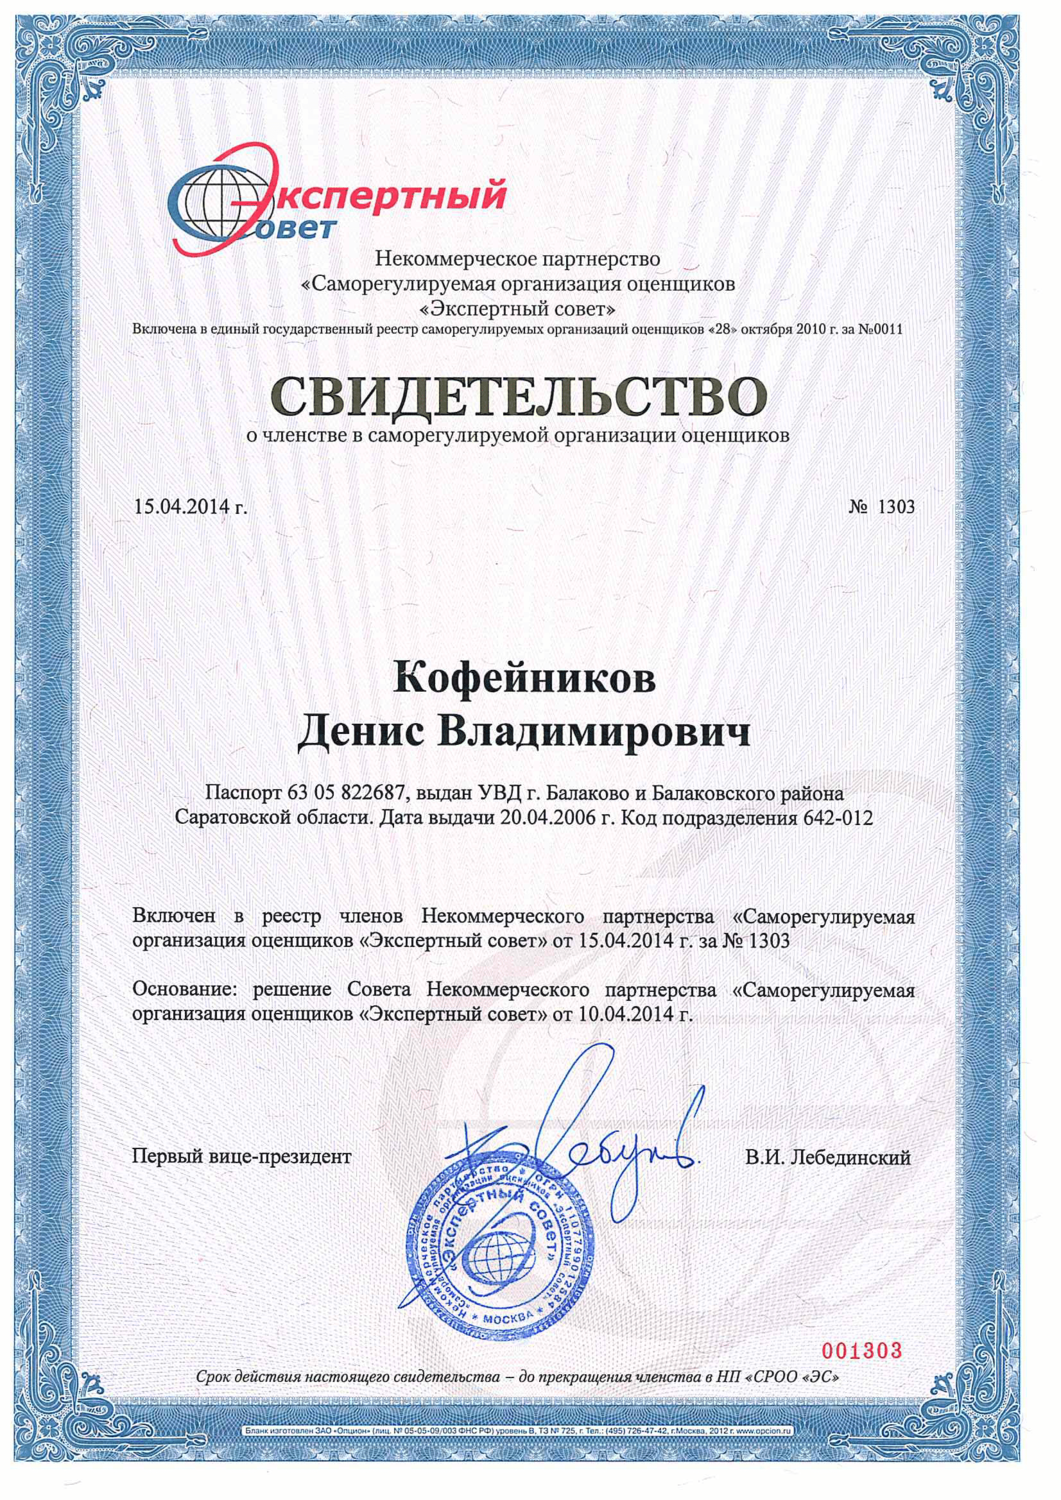 Экспертный
Совет
Некоммерческое партнерство
«Саморегулируемая организация оценщиков
«Экспертный совет»
Включена в единый государственный реестр саморегулируемых организаций оценщиков «28» октября 2010 г. за №0011
СВИДЕТЕЛЬСТВО
о членстве в саморегулируемой организации оценщиков
15.04.2014 г.
№ 1303
Кофейников
Денис Владимирович
Паспорт 63 05 822687, выдан УВД г. Балаково и Балаковского района
Саратовской области. Дата выдачи 20.04.2006 г. Код подразделения 642-012
Включен в реестр членов Некоммерческого партнерства «Саморегулируемая
организация оценщиков «Экспертный совет» от 15.04.2014 г. за № 1303
Основание: решение Совета Некоммерческого партнерства «Саморегулируемая
организация оценщиков «Экспертный совет» от 10.04.2014 г.
Первый вице-президент
В.И. Лебединский
Некоммерческое партнерство * ОГРН 1107799012584 * МОСКВА *
«Саморегулируемая организация оценщиков «Экспертный совет»
«Экспертный совет»
001303
Срок действия настоящего свидетельства – до прекращения членства в НП «СРОО «ЭС»
Бланк изготовлен ЗАО «Опцион» (лиц. № 05-05-09/003 ФНС РФ) уровень В, ТЗ № 725, г. Тел.: (495) 726-47-42, г.Москва, 2012 г. www.opcion.ru